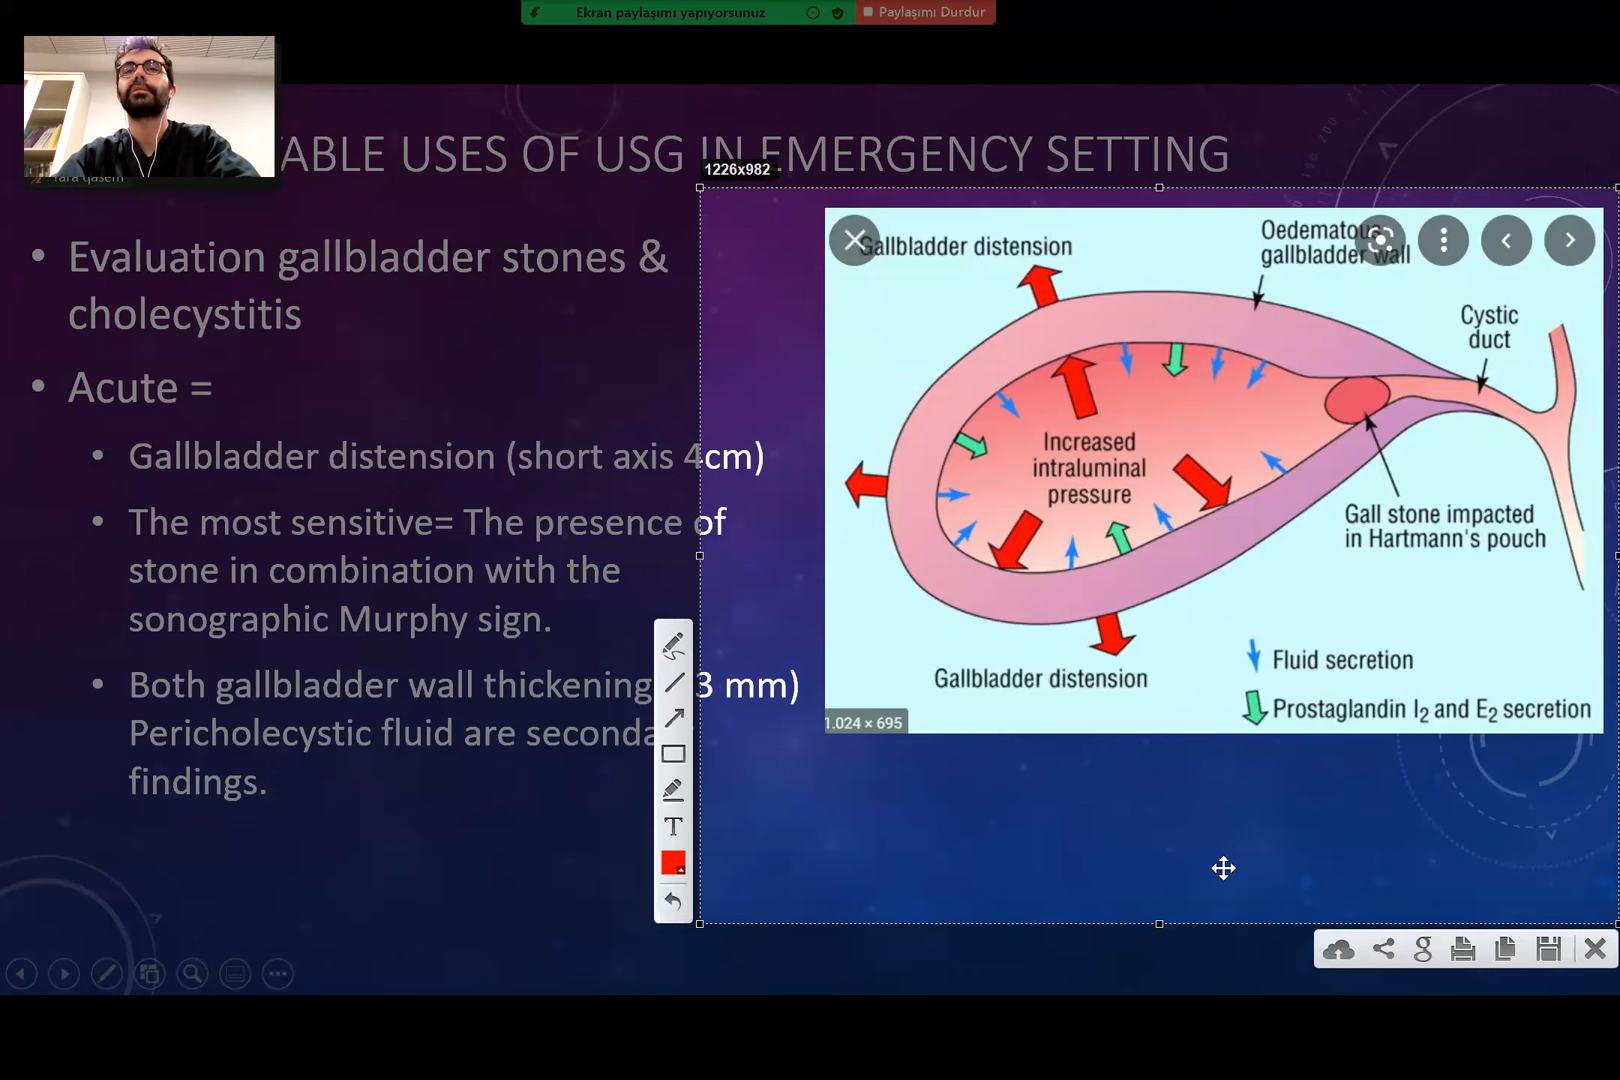 Ekran paylaşımı yapıyorsunuz
Paylaşımı Durdur
ABLE USES OF USG IN EMERGENCY SETTING
1226x982
• Evaluation gallbladder stones &
cholecystitis
• Acute =
• Gallbladder distension (short axis 4cm)
• The most sensitive= The presence of
stone in combination with the
sonographic Murphy sign.
• Both gallbladder wall thickening 3 mm)
Pericholecystic fluid are seconda
findings.
Gallbladder distension
Oedematous
gallbladder wall
Cystic
duct
Increased
intraluminal
pressure
Gall stone impacted
in Hartmann's pouch
Gallbladder distension
Fluid secretion
Prostaglandin I2 and E2 secretion
1.024 × 695
T
g